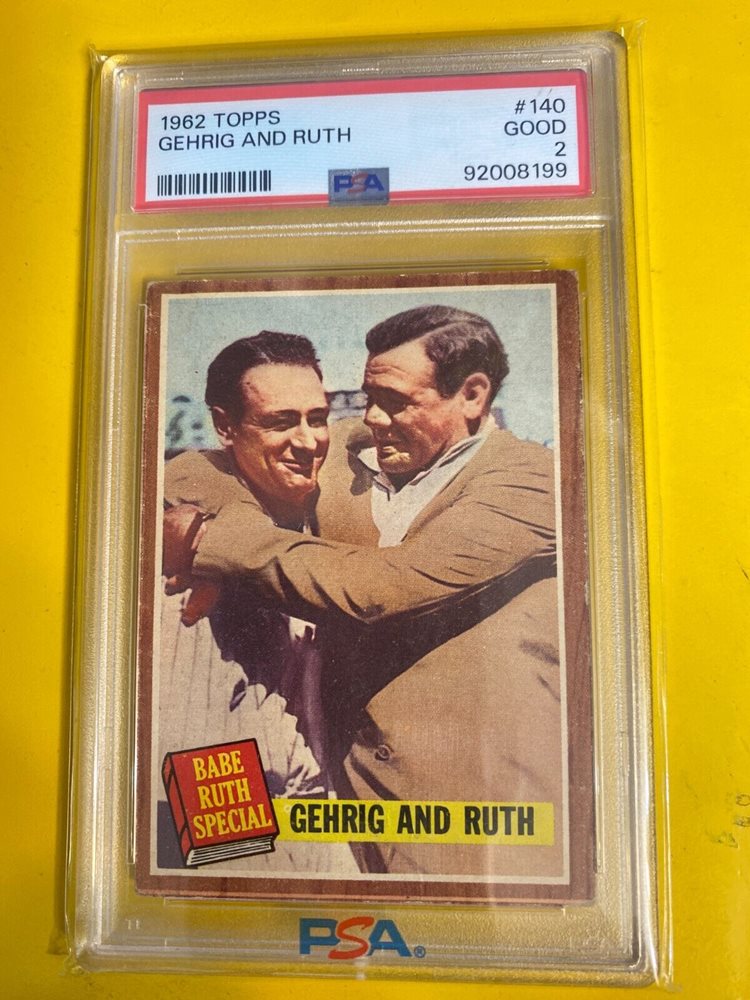 1962 TOPPS
#140
GEHRIG AND RUTH
GOOD
2
92008199
PSA
BABE
RUTH
SPECIAL
GEHRIG AND RUTH
PSA®